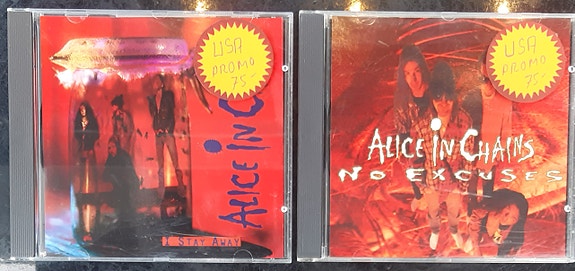 USA
PROMO
75-
ALICE IN C
I STAY AWAY
USA
PROMO
75-
ALICE IN CHAINS
NO EXCUSES